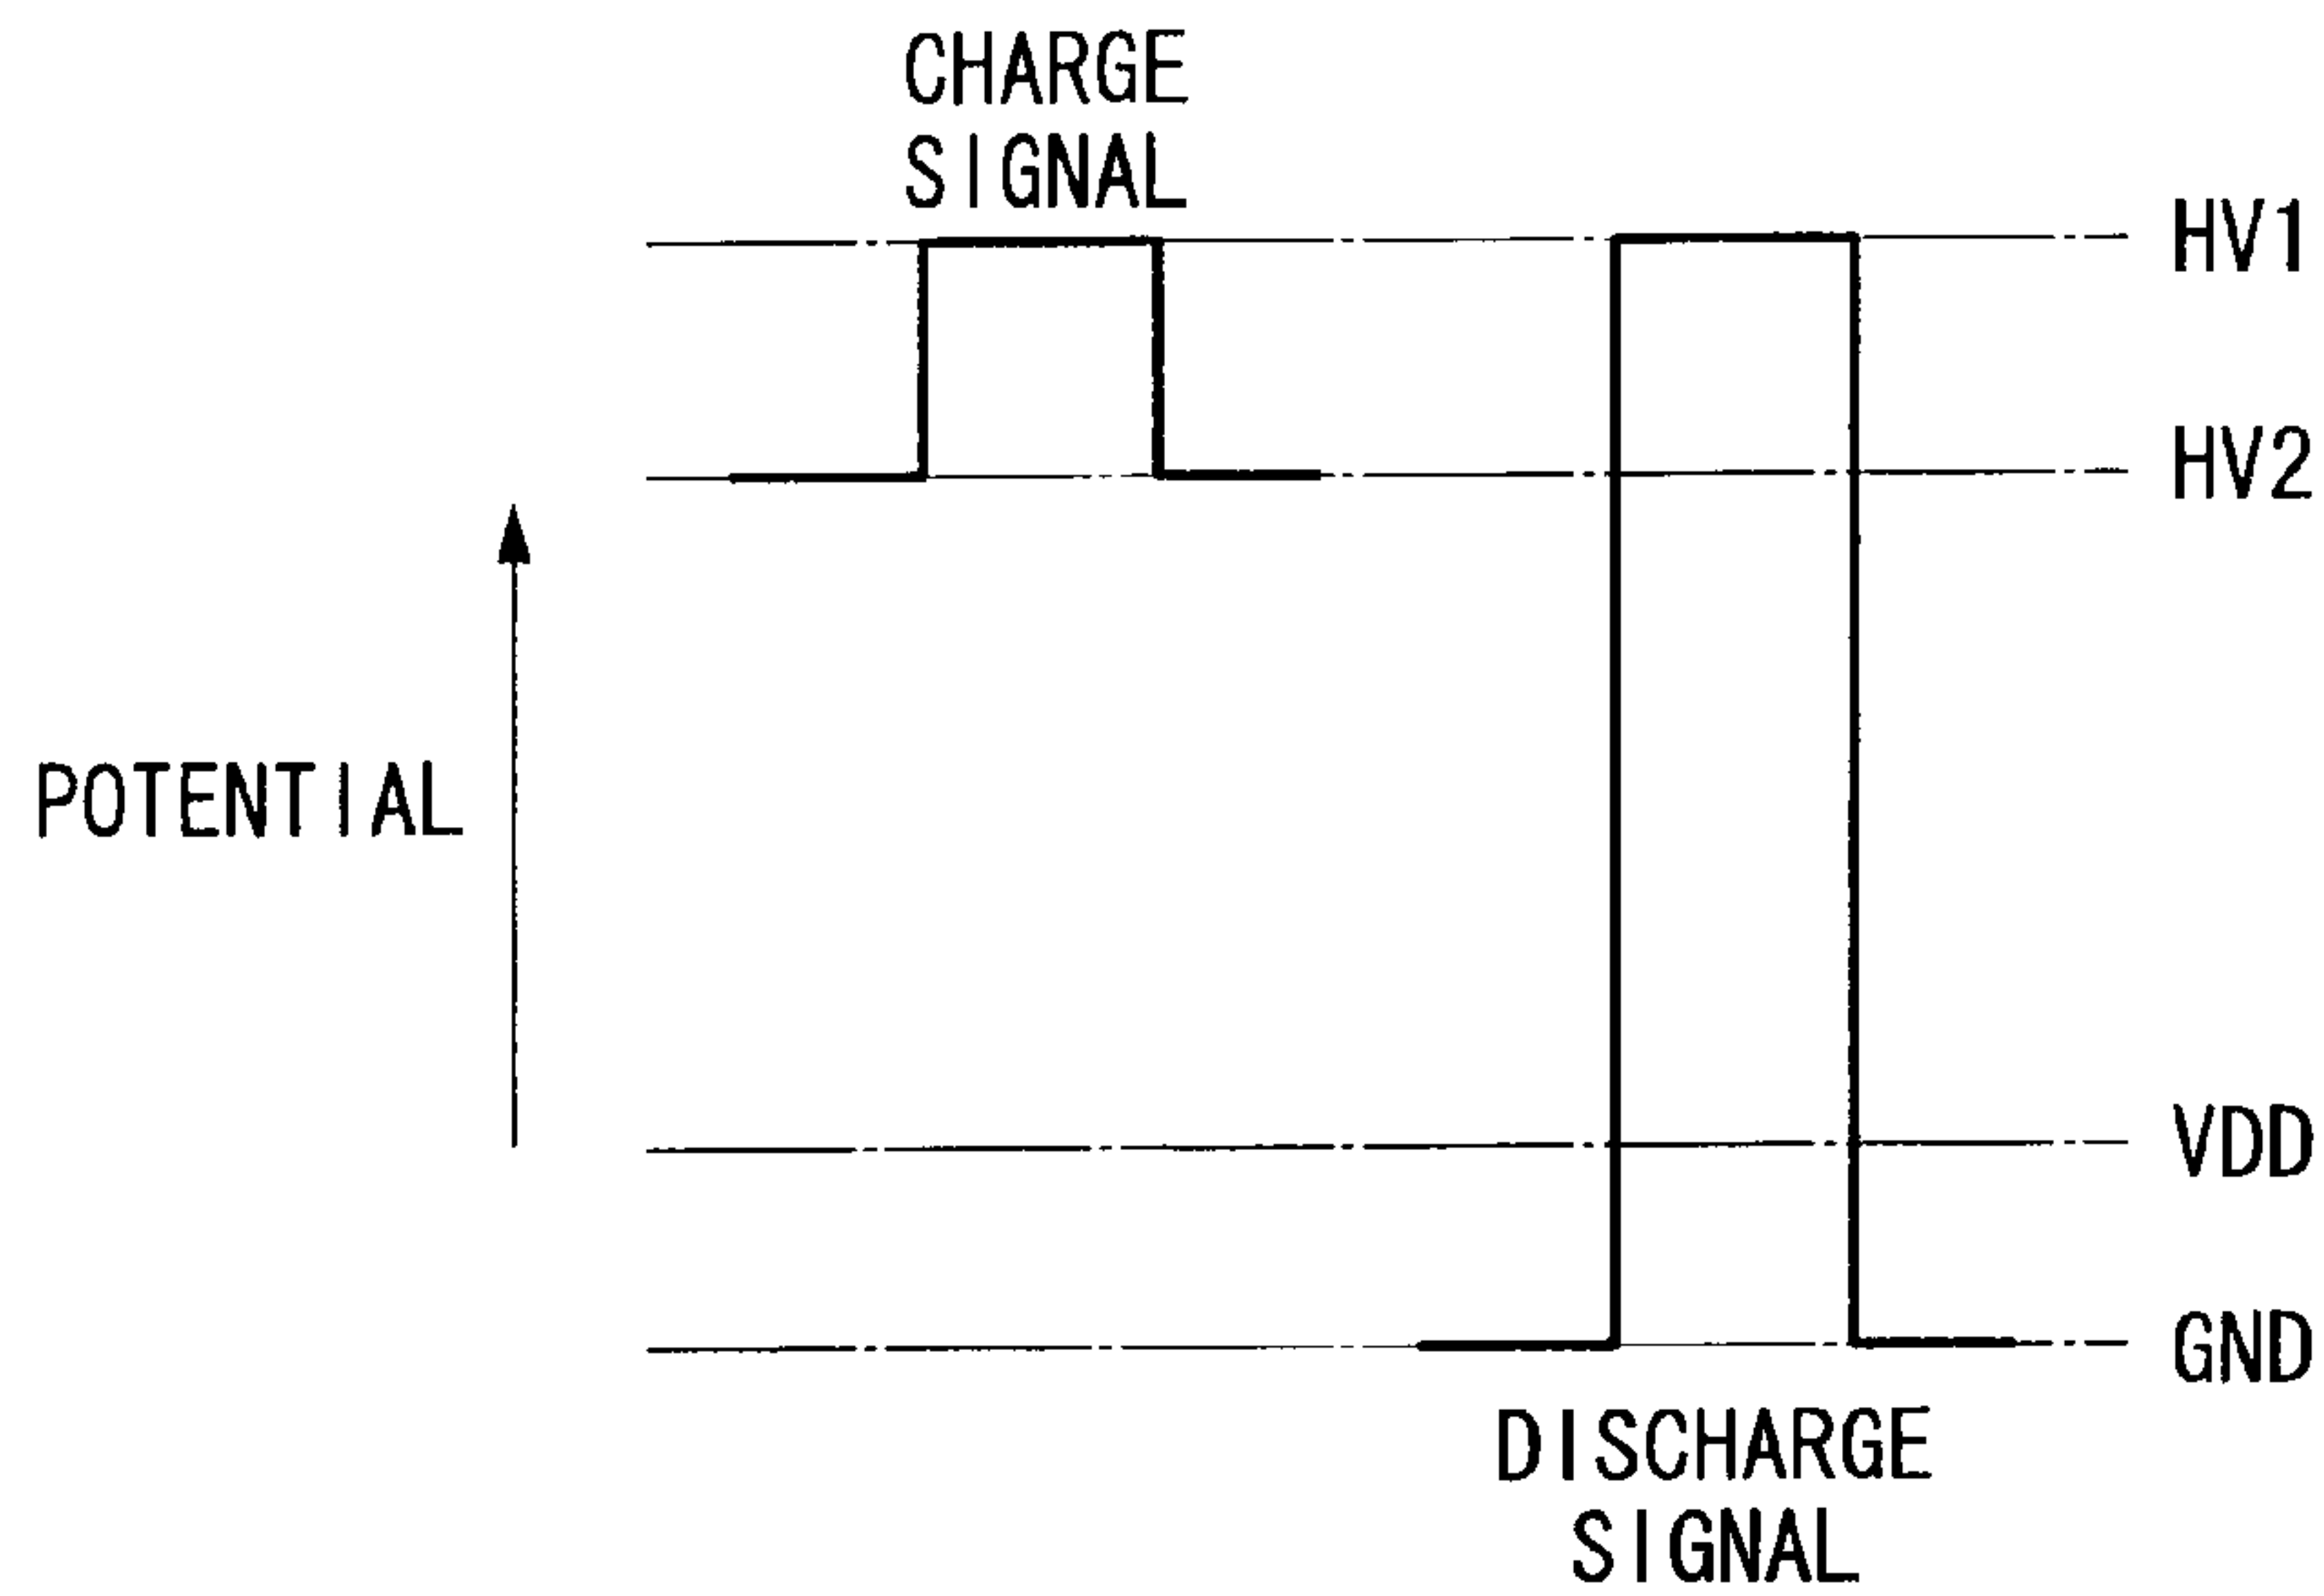 CHARGE
SIGNAL
HV1
HV2
POTENTIAL
VDD
GND
DISCHARGE
SIGNAL